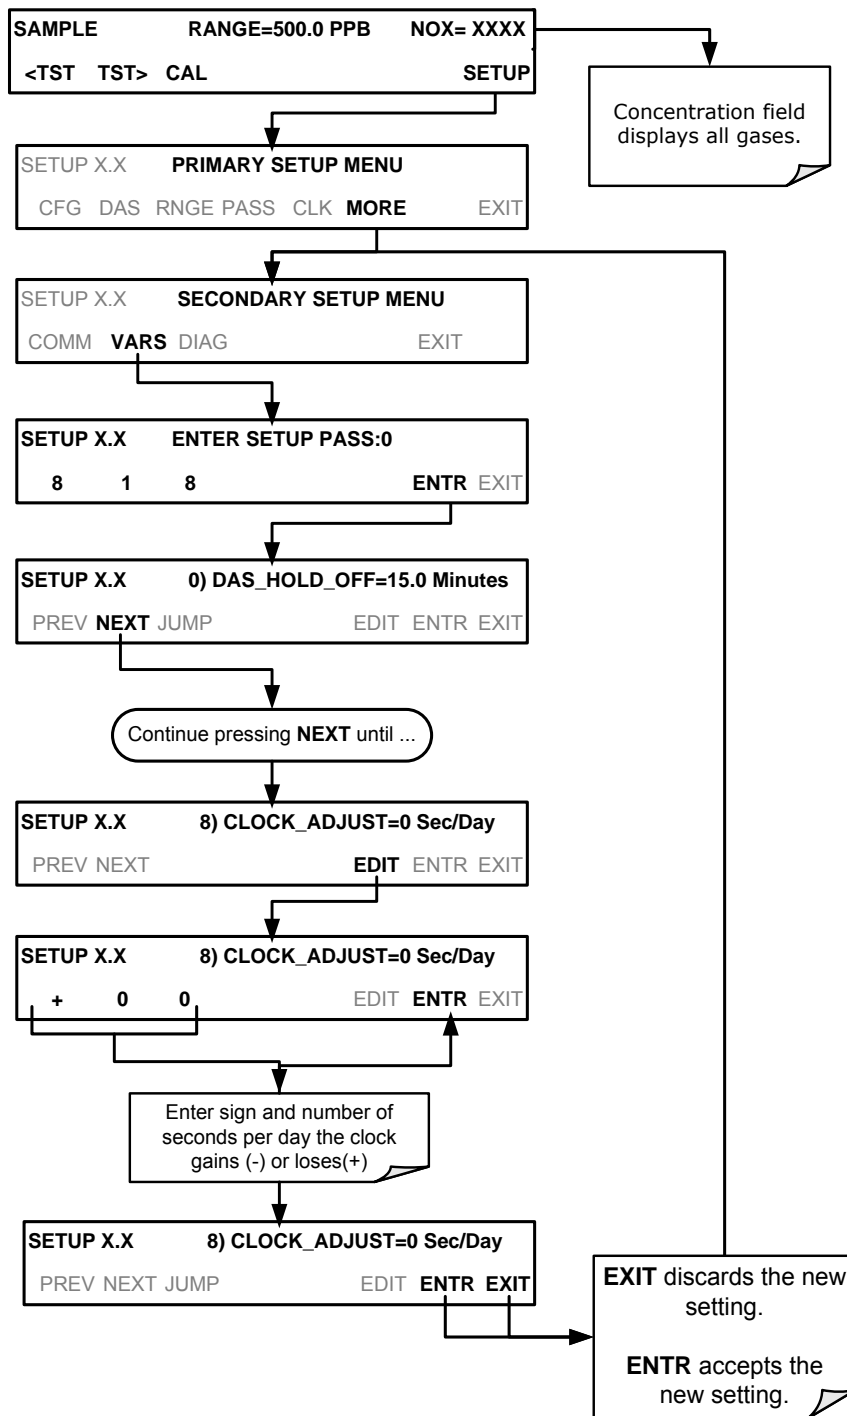 SAMPLE RANGE=500.0 PPB NOX= XXXX
<TST TST> CAL SETUP
Concentration field
displays all gases.
SETUP X.X PRIMARY SETUP MENU
CFG DAS RNGE PASS CLK MORE EXIT
SETUP X.X SECONDARY SETUP MENU
COMM VARS DIAG EXIT
SETUP X.X ENTER SETUP PASS:0
8 1 8 ENTR EXIT
SETUP X.X 0) DAS_HOLD_OFF=15.0 Minutes
PREV NEXT JUMP EDIT ENTR EXIT
Continue pressing NEXT until ...
SETUP X.X 8) CLOCK_ADJUST=0 Sec/Day
PREV NEXT EDIT ENTR EXIT
SETUP X.X 8) CLOCK_ADJUST=0 Sec/Day
+ 0 0 EDIT ENTR EXIT
Enter sign and number of
seconds per day the clock
gains (-) or loses(+)
SETUP X.X 8) CLOCK_ADJUST=0 Sec/Day
PREV NEXT JUMP EDIT ENTR EXIT
EXIT discards the new
setting.
ENTR accepts the
new setting.